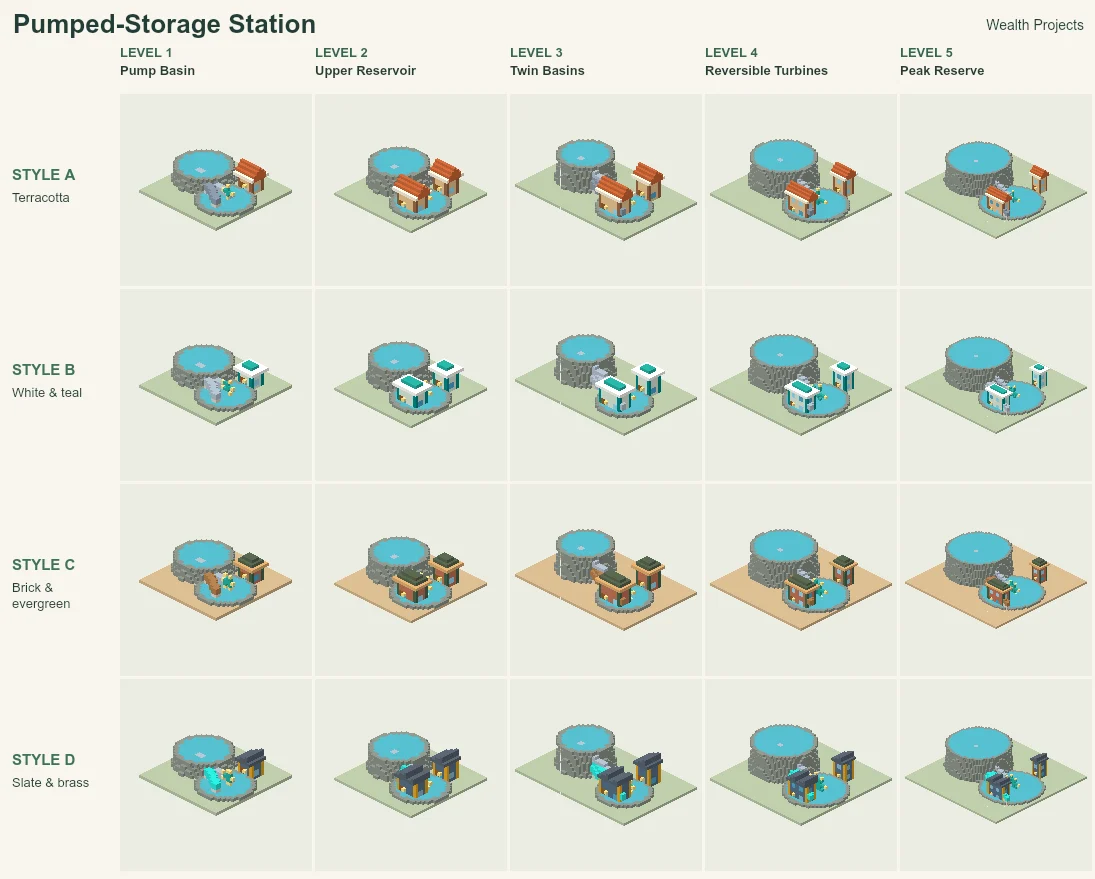 Pumped-Storage Station
Wealth Projects
LEVEL 1
Pump Basin
LEVEL 2
Upper Reservoir
LEVEL 3
Twin Basins
LEVEL 4
Reversible Turbines
LEVEL 5
Peak Reserve
STYLE A
Terracotta
STYLE B
White & teal
STYLE C
Brick &
evergreen
STYLE D
Slate & brass